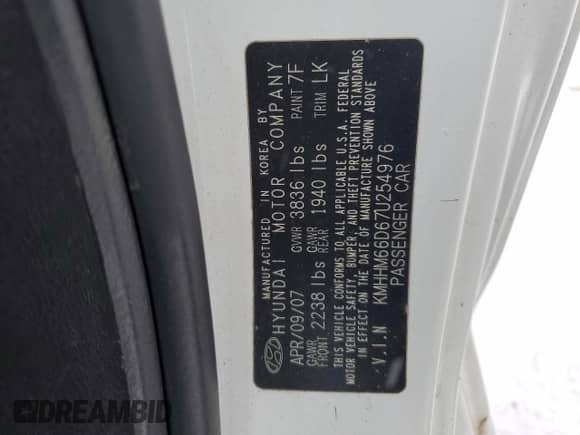 MANUFACTURED IN KOREA BY
HYUNDAI MOTOR COMPANY
APR/09/07 GVWR 3836 lbs PAINT 7F
GAWR FRONT 2238 lbs GAWR REAR 1940 lbs TRIM LK
THIS VEHICLE CONFORMS TO ALL APPLICABLE U.S.A. FEDERAL
MOTOR VEHICLE SAFETY, BUMPER, AND THEFT PREVENTION STANDARDS
IN EFFECT ON THE DATE OF MANUFACTURE SHOWN ABOVE
V.I.N KMHHM66D67U254976
PASSENGER CAR
DREAMBID